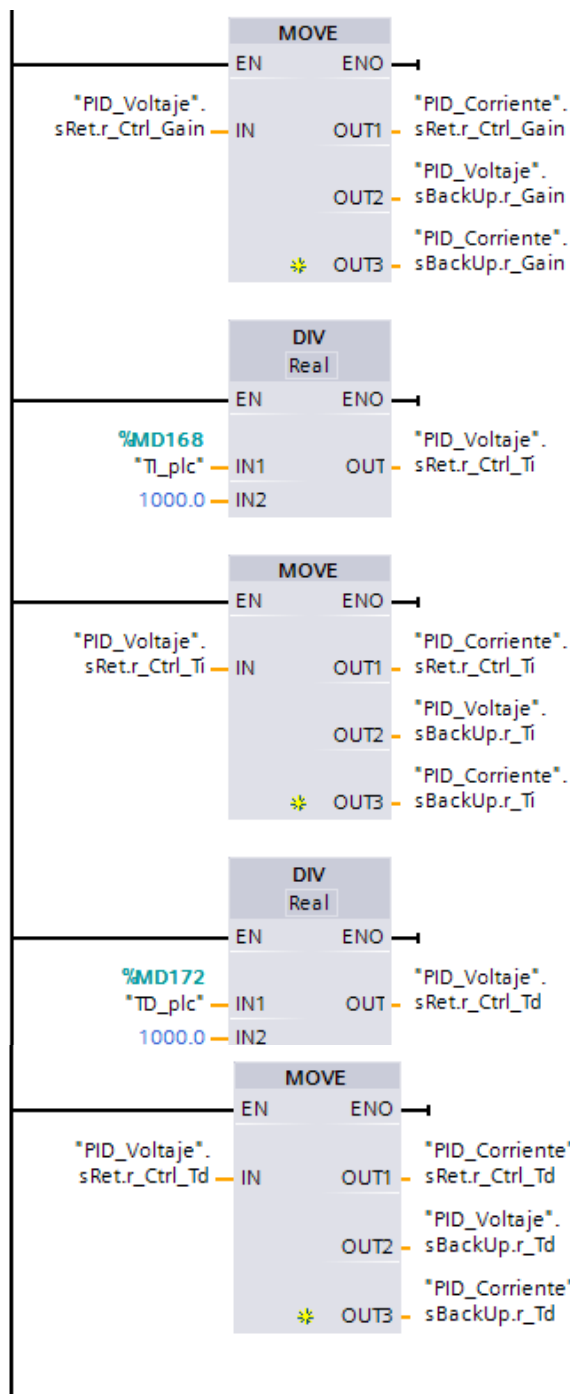 MOVE
EN ENO
"PID_Voltaje".
sRet.r_Ctrl_Gain IN
OUT1 "PID_Corriente".
sRet.r_Ctrl_Gain
OUT2 "PID_Voltaje".
sBackUp.r_Gain
OUT3 "PID_Corriente".
sBackUp.r_Gain
DIV
Real
EN ENO
%MD168
"TI_plc" IN1
OUT "PID_Voltaje".
sRet.r_Ctrl_Ti
1000.0 IN2
MOVE
EN ENO
"PID_Voltaje".
sRet.r_Ctrl_Ti IN
OUT1 "PID_Corriente".
sRet.r_Ctrl_Ti
OUT2 "PID_Voltaje".
sBackUp.r_Ti
OUT3 "PID_Corriente".
sBackUp.r_Ti
DIV
Real
EN ENO
%MD172
"TD_plc" IN1
OUT "PID_Voltaje".
sRet.r_Ctrl_Td
1000.0 IN2
MOVE
EN ENO
"PID_Voltaje".
sRet.r_Ctrl_Td IN
OUT1 "PID_Corriente"
sRet.r_Ctrl_Td
OUT2 "PID_Voltaje".
sBackUp.r_Td
OUT3 "PID_Corriente"
sBackUp.r_Td